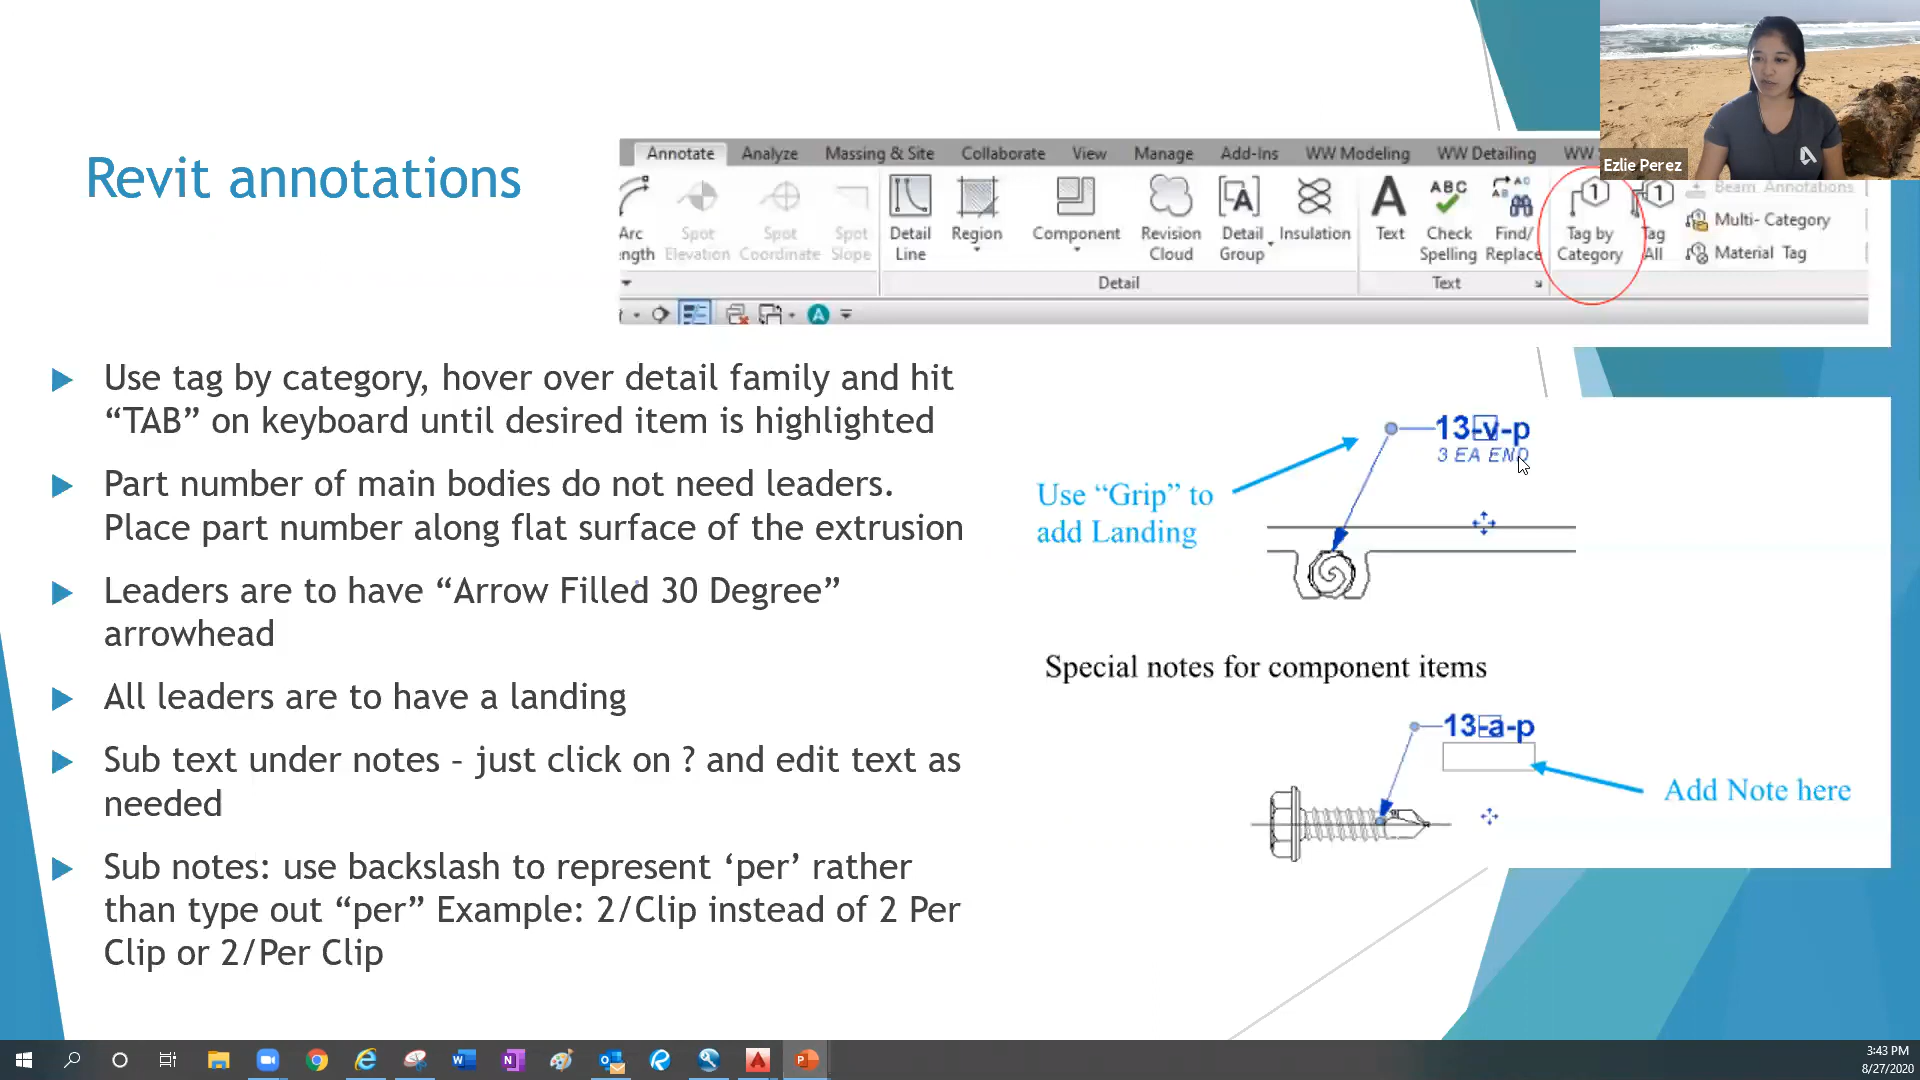 Ezlie Perez
Revit annotations
Annotate Analyze Massing & Site Collaborate View Manage Add-Ins WW Modeling WW Detailing WW
Arc
ngth
Spot
Elevation
Spot
Coordinate
Spot
Slope
Detail
Line
Region
Component
Revision
Cloud
Detail
Group
Insulation
A
Text
ABC
Check
Spelling
Find/
Replace
1
Tag by
Category
1
Tag
All
Beam Annotations
Multi- Category
Material Tag
Detail
Text
Use tag by category, hover over detail family and hit
“TAB” on keyboard until desired item is highlighted
Part number of main bodies do not need leaders.
Place part number along flat surface of the extrusion
Leaders are to have “Arrow Filled 30 Degree”
arrowhead
All leaders are to have a landing
Sub text under notes – just click on ? and edit text as
needed
Sub notes: use backslash to represent ‘per’ rather
than type out “per” Example: 2/Clip instead of 2 Per
Clip or 2/Per Clip
13-v-p
3 EA END
Use “Grip” to
add Landing
Special notes for component items
13-a-p
Add Note here
3:43 PM
8/27/2020